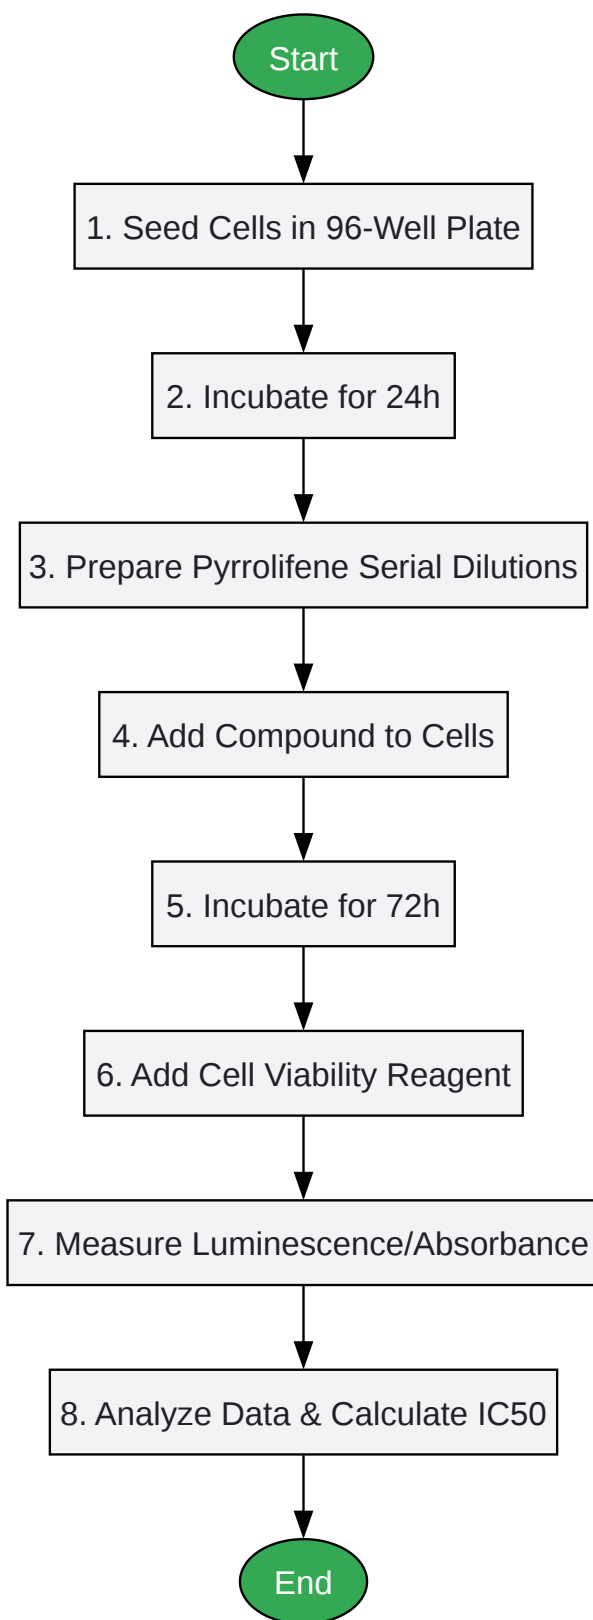 Start
1. Seed Cells in 96-Well Plate
2. Incubate for 24h
3. Prepare Pyrrolifene Serial Dilutions
4. Add Compound to Cells
5. Incubate for 72h
6. Add Cell Viability Reagent
7. Measure Luminescence/Absorbance
8. Analyze Data & Calculate IC50
End